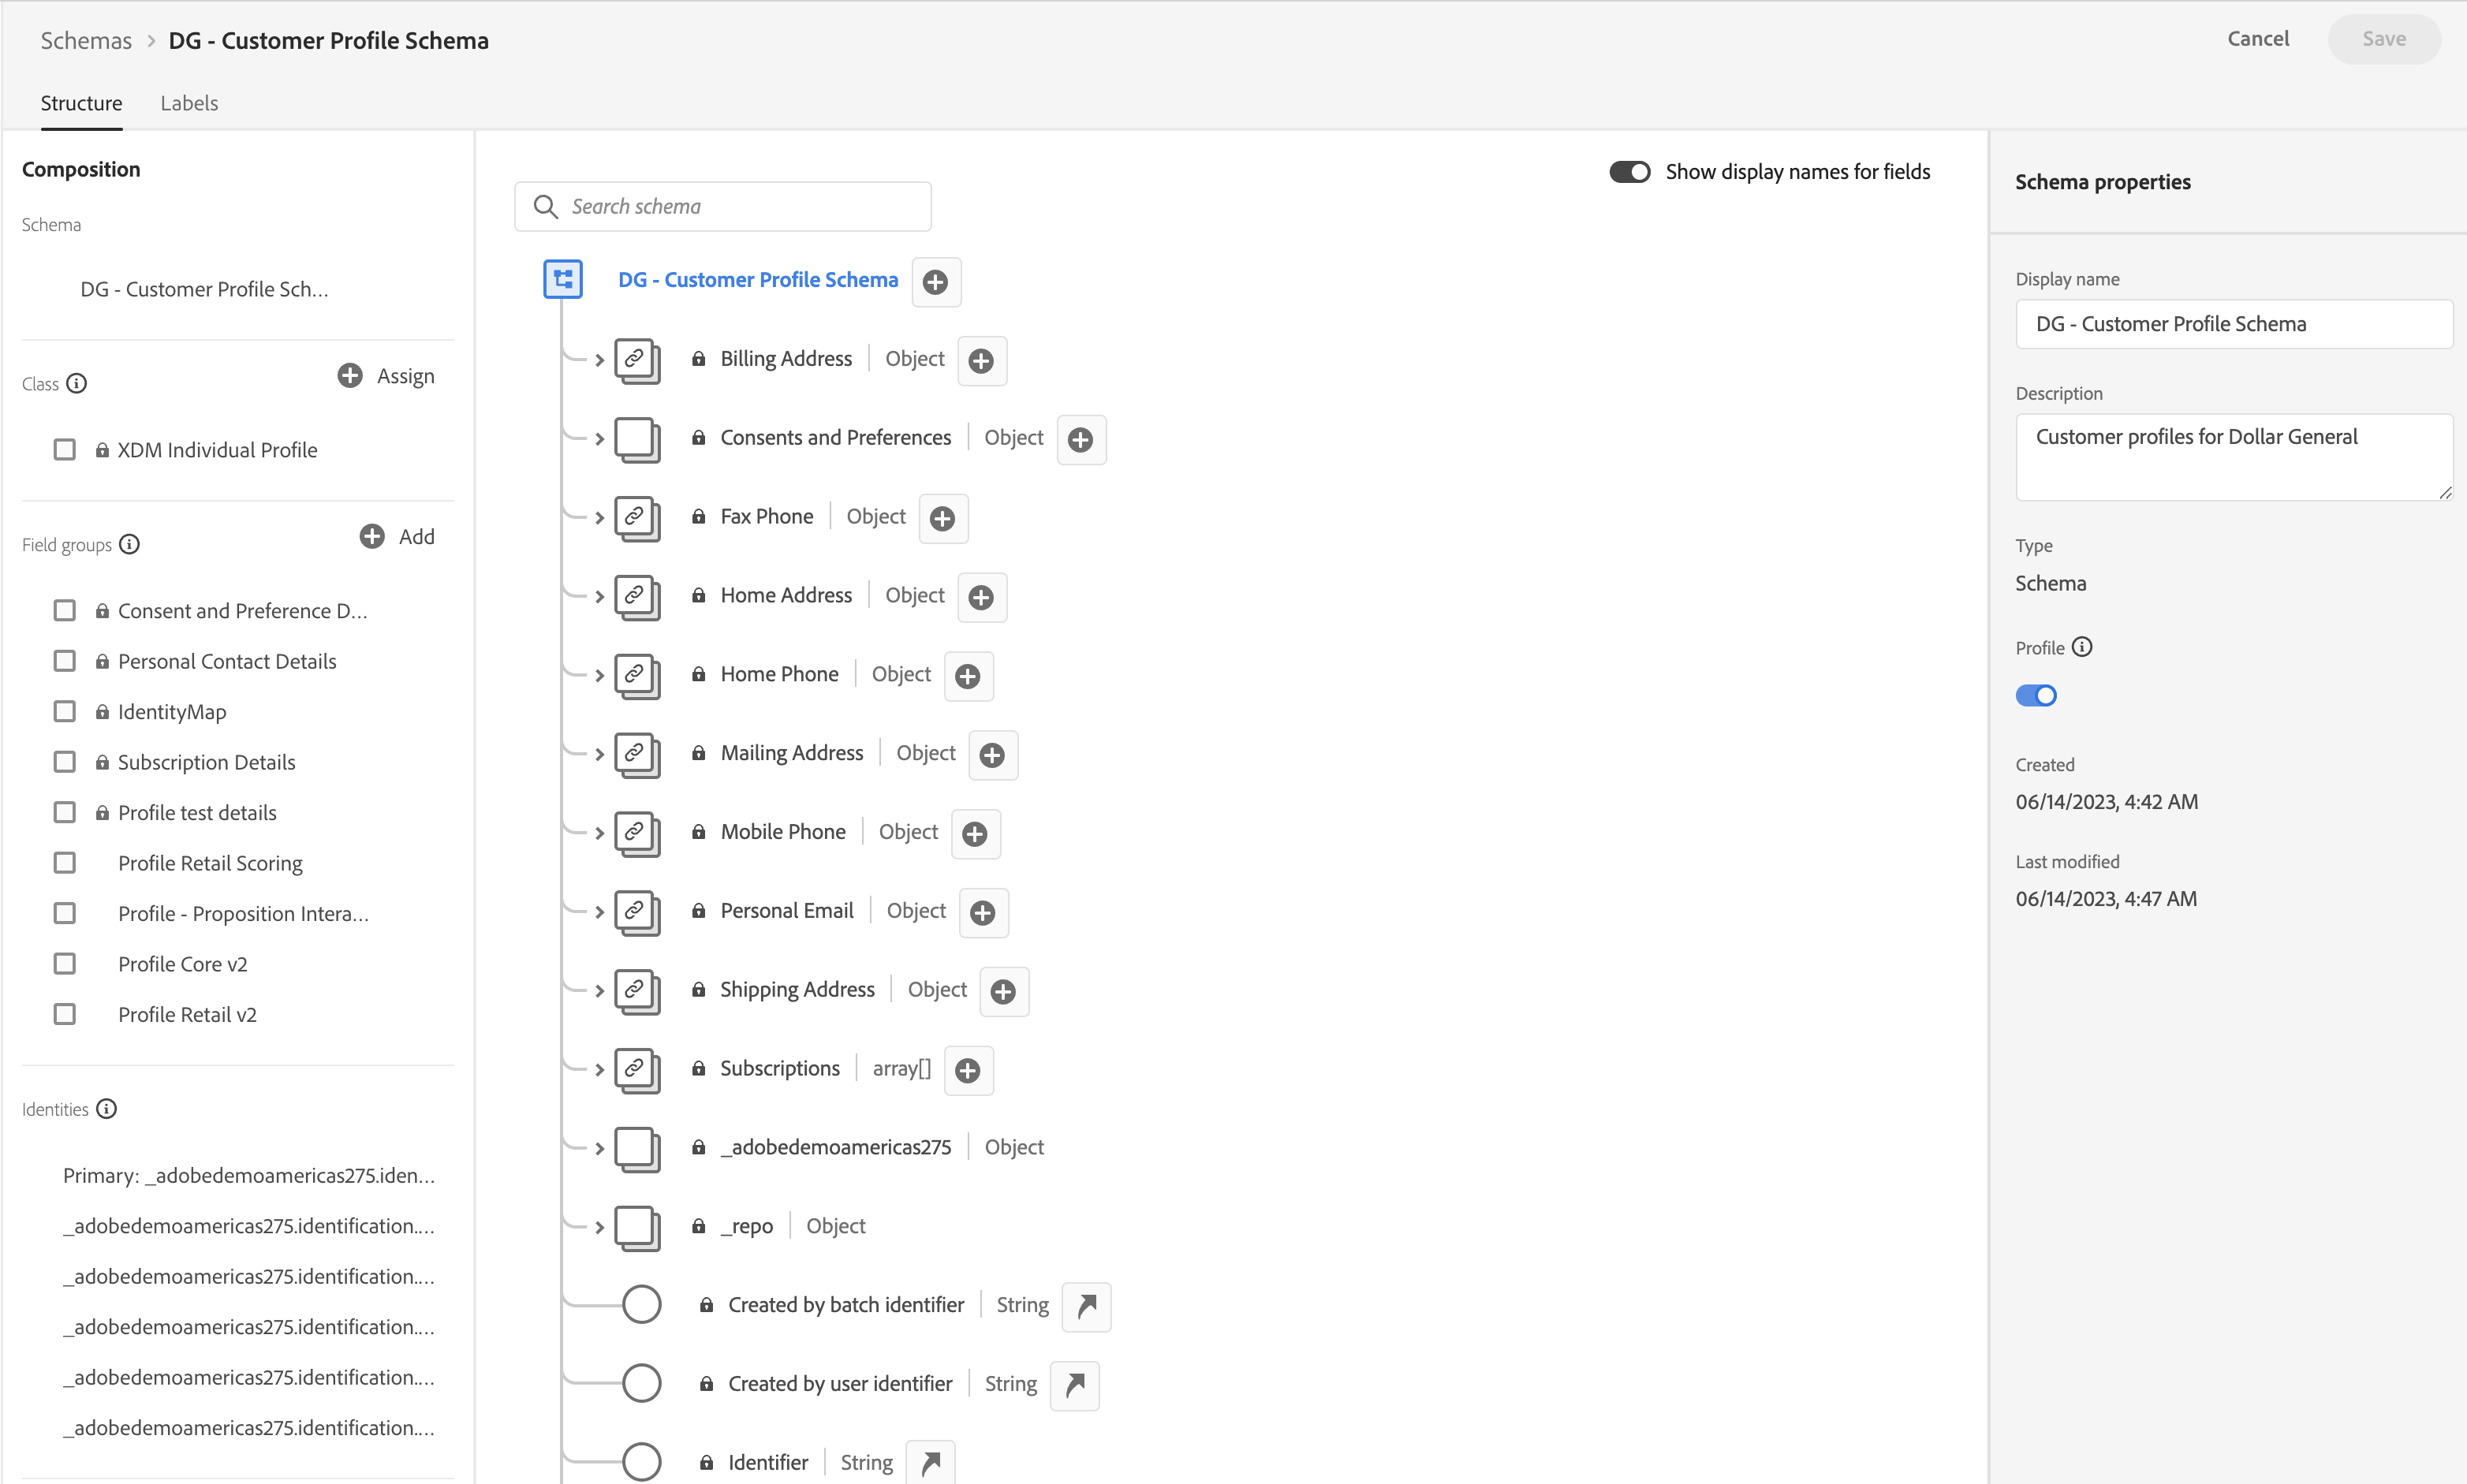 Schemas > DG - Customer Profile Schema
Cancel
Save
Structure
Labels
Composition
Schema
DG - Customer Profile Sch...
Class
Assign
XDM Individual Profile
Field groups
Add
Consent and Preference D...
Personal Contact Details
IdentityMap
Subscription Details
Profile test details
Profile Retail Scoring
Profile - Proposition Intera...
Profile Core v2
Profile Retail v2
Identities
Primary: _adobedemoamericas275.iden...
_adobedemoamericas275.identification....
_adobedemoamericas275.identification....
_adobedemoamericas275.identification....
_adobedemoamericas275.identification....
_adobedemoamericas275.identification....
Search schema
Show display names for fields
DG - Customer Profile Schema
Billing Address | Object
Consents and Preferences | Object
Fax Phone | Object
Home Address | Object
Home Phone | Object
Mailing Address | Object
Mobile Phone | Object
Personal Email | Object
Shipping Address | Object
Subscriptions | array[]
_adobedemoamericas275 | Object
_repo | Object
Created by batch identifier | String
Created by user identifier | String
Identifier | String
Schema properties
Display name
DG - Customer Profile Schema
Description
Customer profiles for Dollar General
Type
Schema
Profile
Created
06/14/2023, 4:42 AM
Last modified
06/14/2023, 4:47 AM